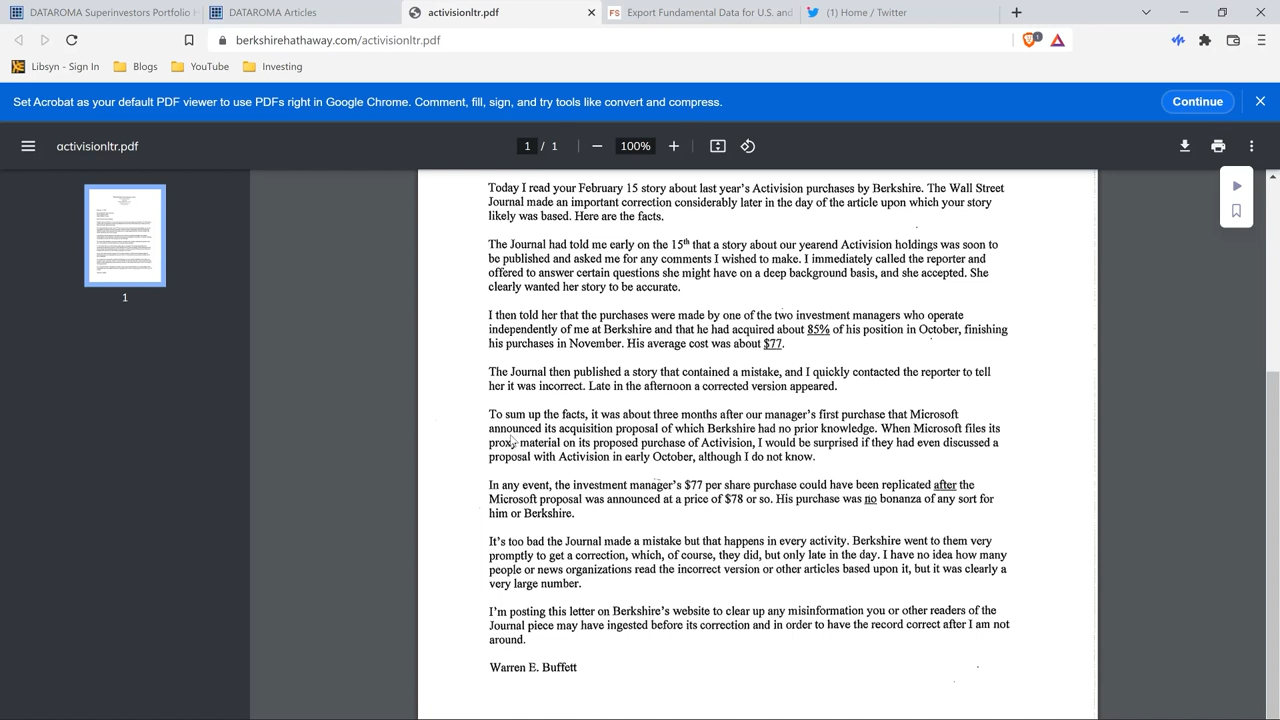 DATAROMA Superinvestors Portfolio H
DATAROMA Articles
activisionltr.pdf
Export Fundamental Data for U.S. and
(1) Home / Twitter
berkshirehathaway.com/activisionltr.pdf
1
Libsyn - Sign In
Blogs
YouTube
Investing
Set Acrobat as your default PDF viewer to use PDFs right in Google Chrome. Comment, fill, sign, and try tools like convert and compress.
Continue
activisionltr.pdf
1 / 1
100%
1
Today I read your February 15 story about last year's Activision purchases by Berkshire. The Wall Street
Journal made an important correction considerably later in the day of the article upon which your story
likely was based. Here are the facts.
The Journal had told me early on the 15th that a story about our yearend Activision holdings was soon to
be published and asked me for any comments I wished to make. I immediately called the reporter and
offered to answer certain questions she might have on a deep background basis, and she accepted. She
clearly wanted her story to be accurate.
I then told her that the purchases were made by one of the two investment managers who operate
independently of me at Berkshire and that he had acquired about 85% of his position in October, finishing
his purchases in November. His average cost was about $77.
The Journal then published a story that contained a mistake, and I quickly contacted the reporter to tell
her it was incorrect. Late in the afternoon a corrected version appeared.
To sum up the facts, it was about three months after our manager's first purchase that Microsoft
announced its acquisition proposal of which Berkshire had no prior knowledge. When Microsoft files its
proxy material on its proposed purchase of Activision, I would be surprised if they had even discussed a
proposal with Activision in early October, although I do not know.
In any event, the investment manager's $77 per share purchase could have been replicated after the
Microsoft proposal was announced at a price of $78 or so. His purchase was no bonanza of any sort for
him or Berkshire.
It's too bad the Journal made a mistake but that happens in every activity. Berkshire went to them very
promptly to get a correction, which, of course, they did, but only late in the day. I have no idea how many
people or news organizations read the incorrect version or other articles based upon it, but it was clearly a
very large number.
I'm posting this letter on Berkshire's website to clear up any misinformation you or other readers of the
Journal piece may have ingested before its correction and in order to have the record correct after I am not
around.
Warren E. Buffett